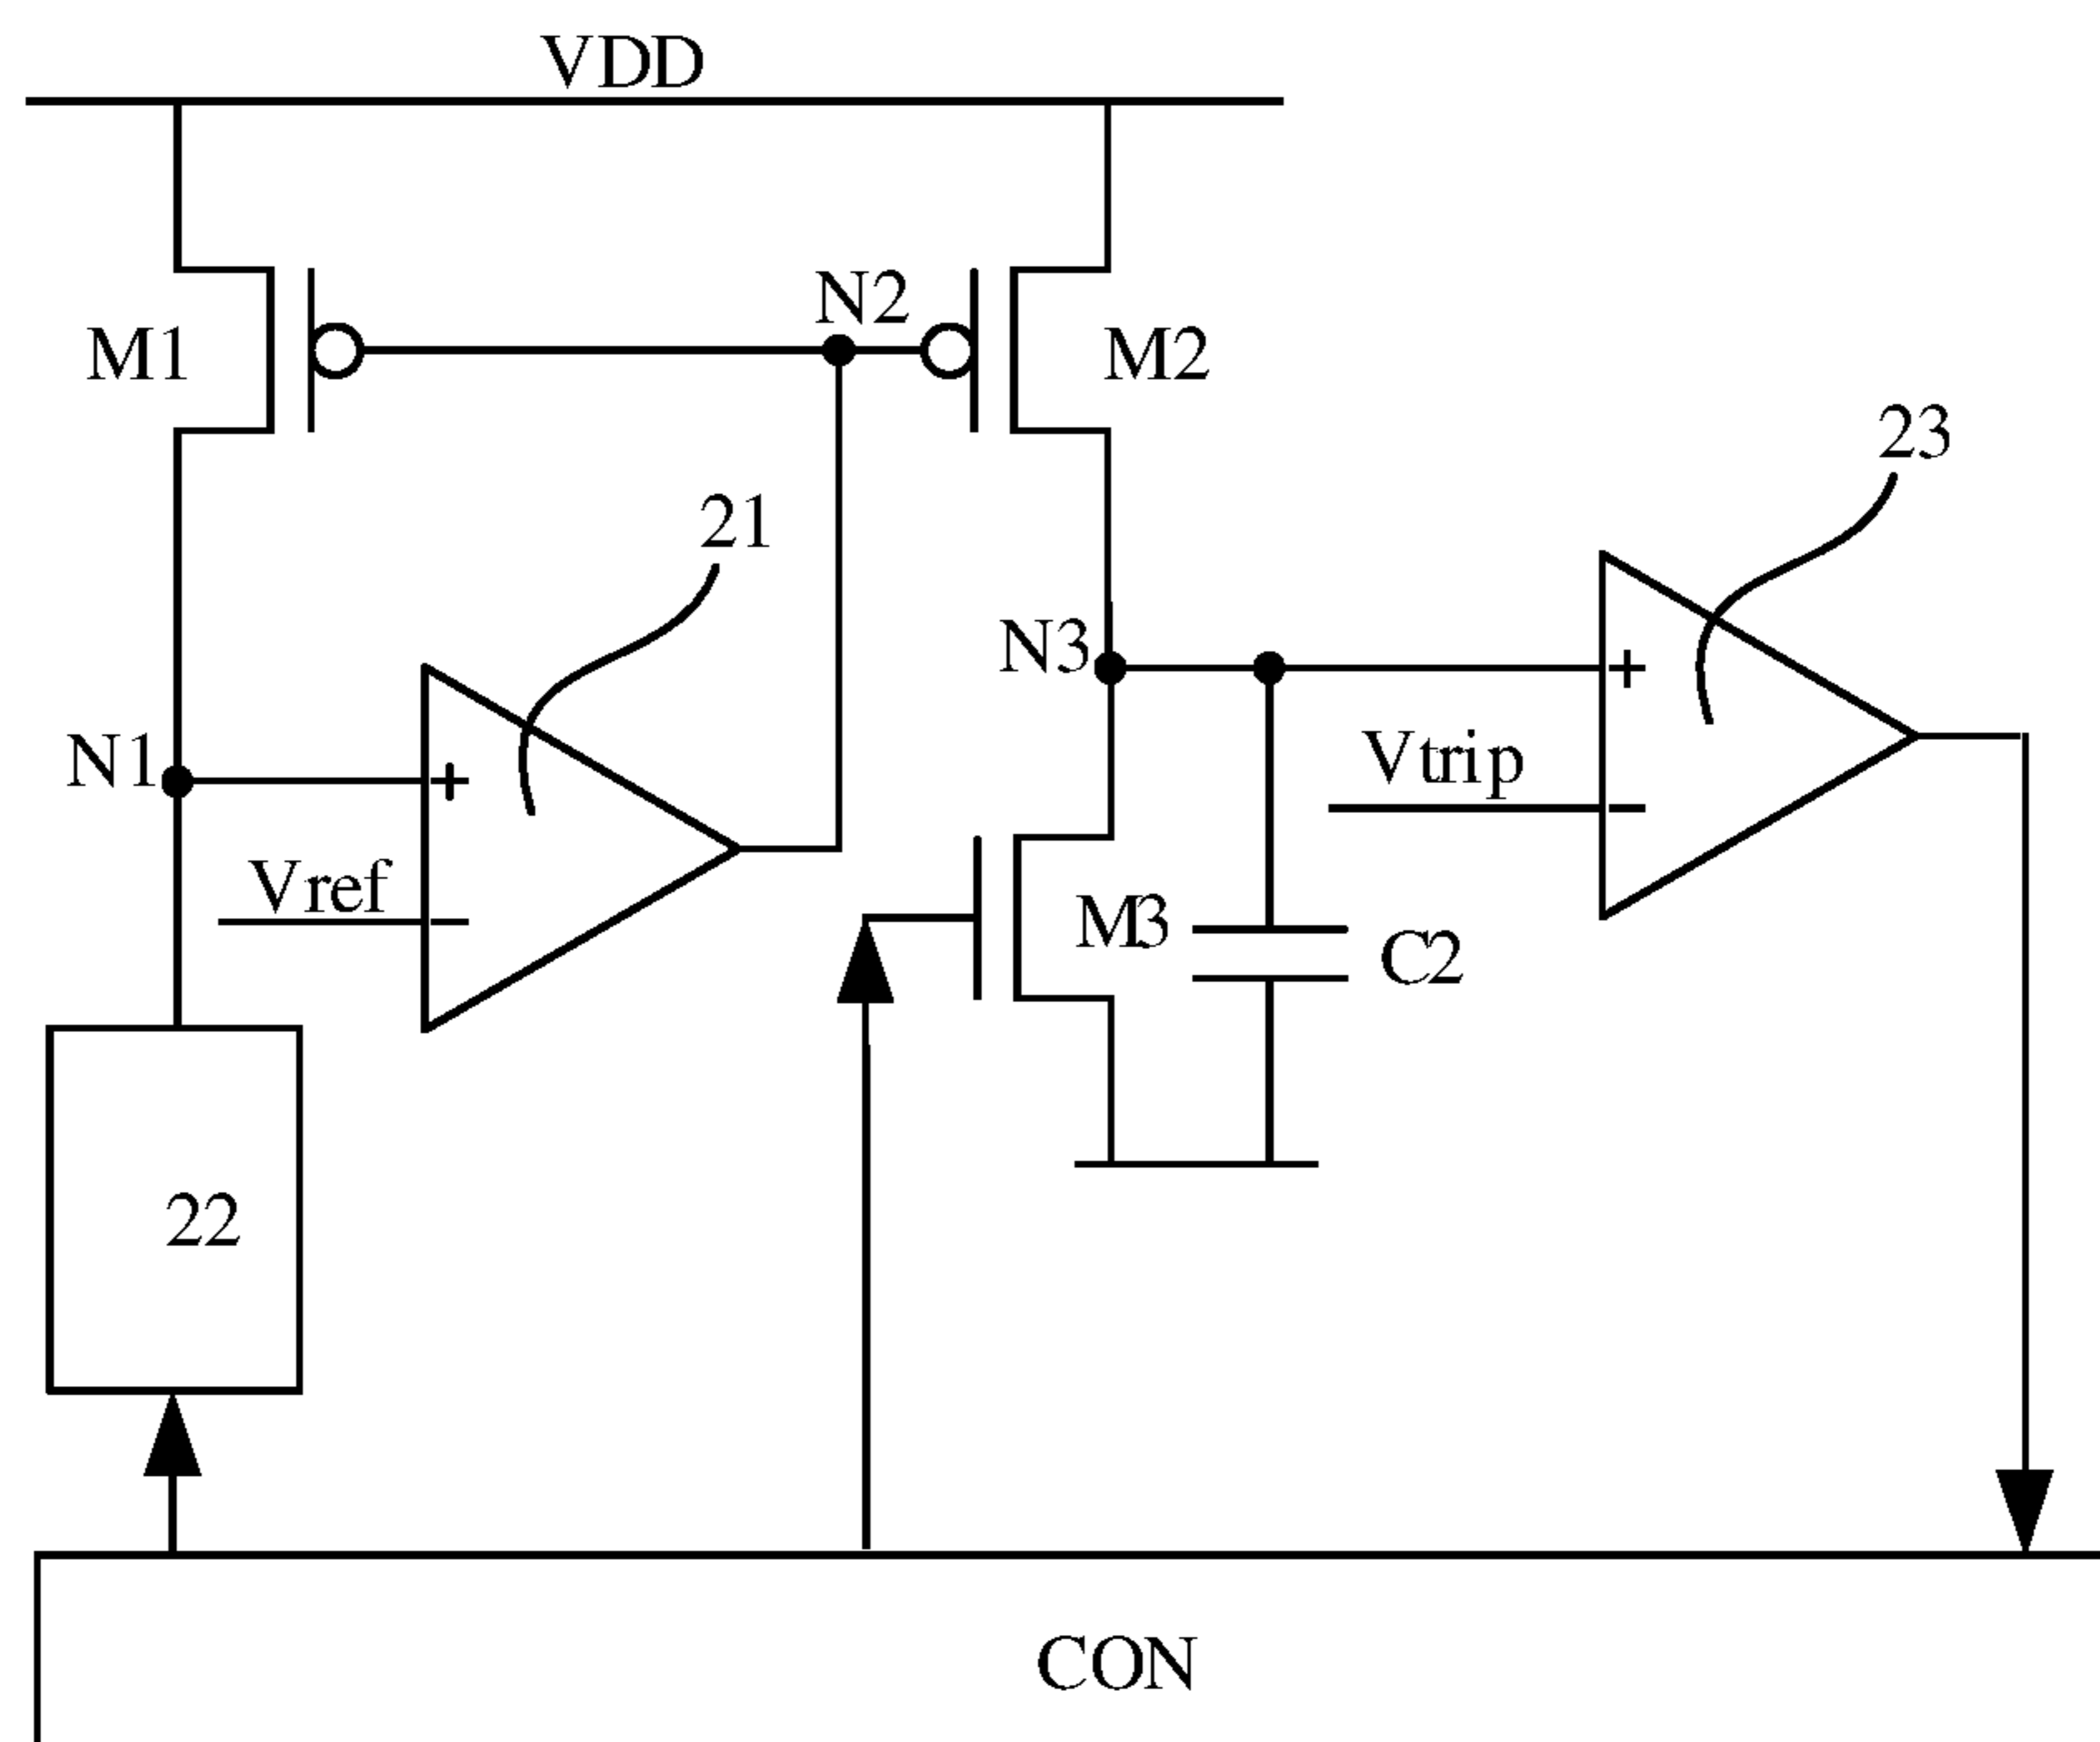 VDD
N2
M1
M2
23
21
N3
N1
+
+
Vtrip
−
Vref
−
M3
C2
22
CON